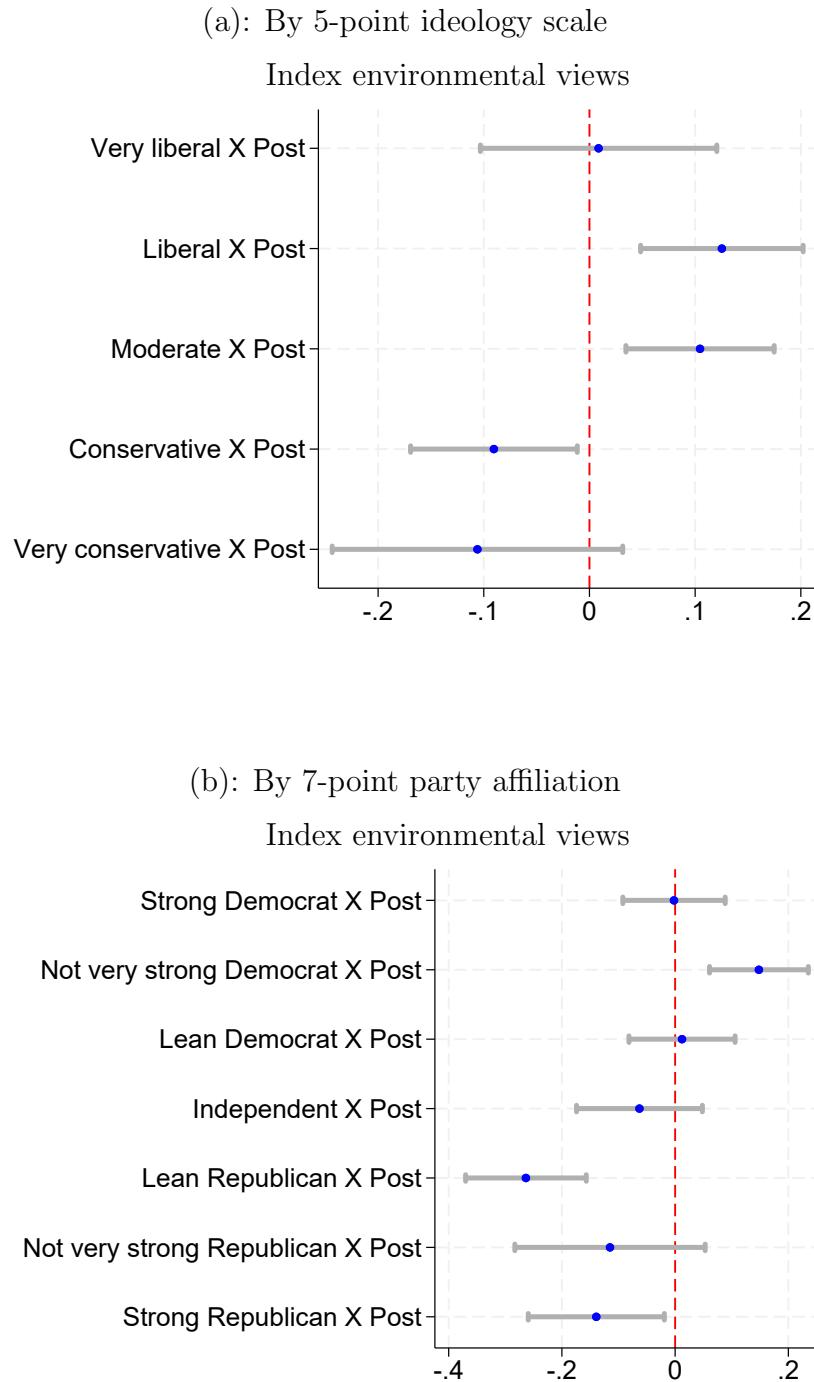 (a): By 5-point ideology scale
Index environmental views
Very liberal X Post
Liberal X Post
Moderate X Post
Conservative X Post
Very conservative X Post
-.2 -.1 0 .1 .2
(b): By 7-point party affiliation
Index environmental views
Strong Democrat X Post
Not very strong Democrat X Post
Lean Democrat X Post
Independent X Post
Lean Republican X Post
Not very strong Republican X Post
Strong Republican X Post
-.4 -.2 0 .2